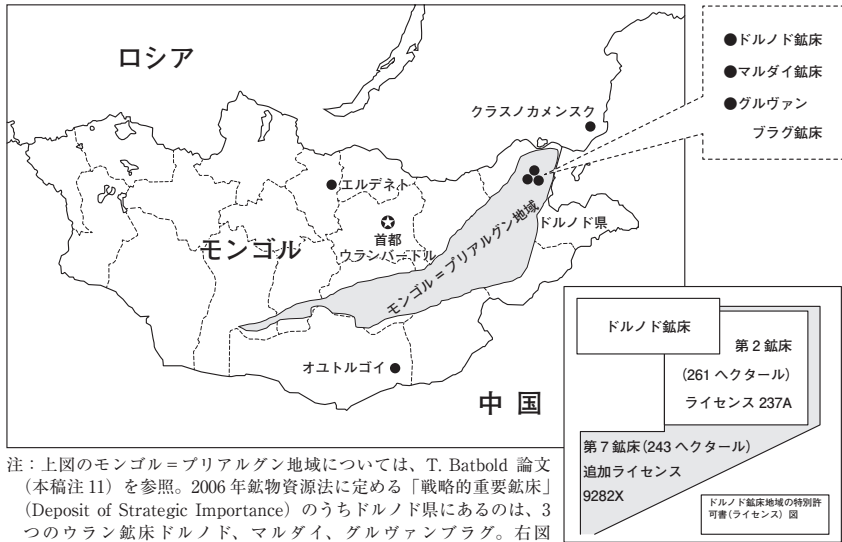 ロシア
クラスノカメンスク
●ドルノド鉱床
●マルダイ鉱床
●グルヴァン
ブラグ鉱床
エルデネト
首都
ウランバードル
モンゴル
モンゴル=プリアルグン地域
ドルノド県
オユトルゴイ
中国
ドルノド鉱床
第2鉱床
(261ヘクタール)
ライセンス237A
第7鉱床(243ヘクタール)
追加ライセンス
9282X
ドルノド鉱床地域の特別許
可書(ライセンス)図
注:上図のモンゴル=プリアルグン地域については、T. Batbold 論文
(本稿注11)を参照。2006年鉱物資源法に定める「戦略的重要鉱床」
(Deposit of Strategic Importance)のうちドルノド県にあるのは、3
つのウラン鉱床ドルノド、マルダイ、グルヴァンブラグ。右図